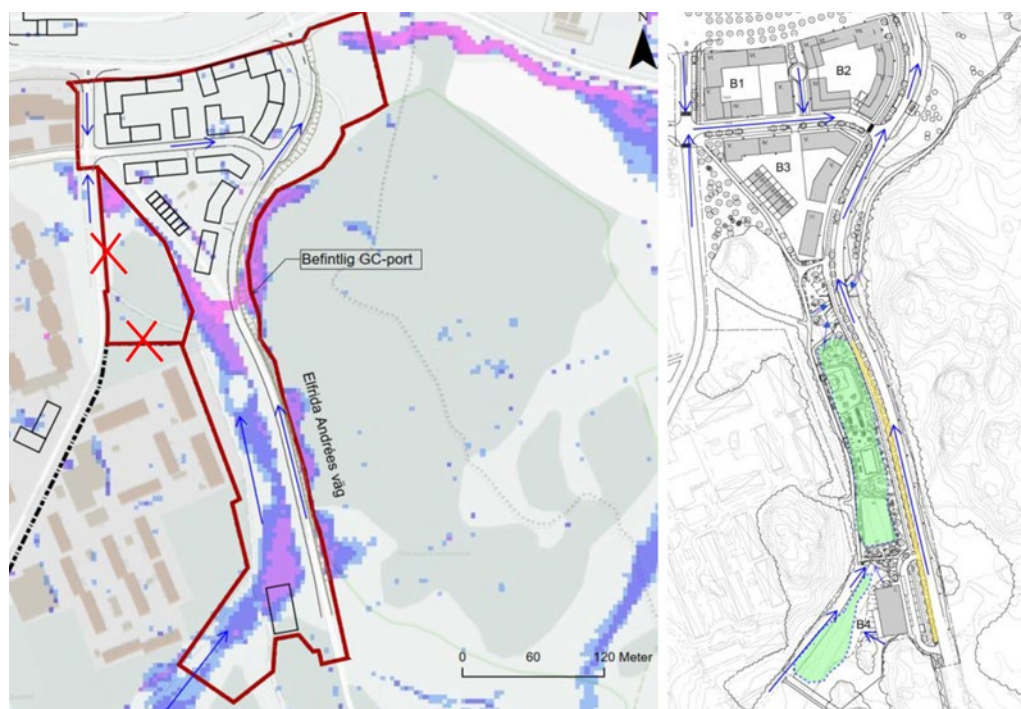 N
Befintlig GC-port
Elfrida Andrées väg
0 60 120 Meter
B1
B2
B3
B4